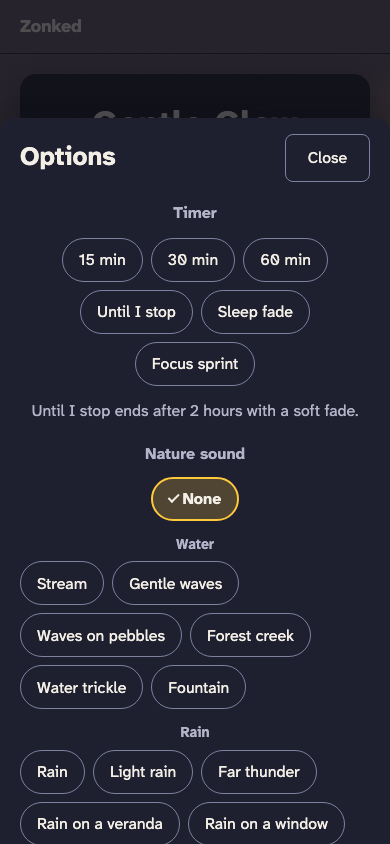 Zonked
Gentle Glow
Options
Close
Timer
15 min
30 min
60 min
Until I stop
Sleep fade
Focus sprint
Until I stop ends after 2 hours with a soft fade.
Nature sound
✓ None
Water
Stream
Gentle waves
Waves on pebbles
Forest creek
Water trickle
Fountain
Rain
Rain
Light rain
Far thunder
Rain on a veranda
Rain on a window